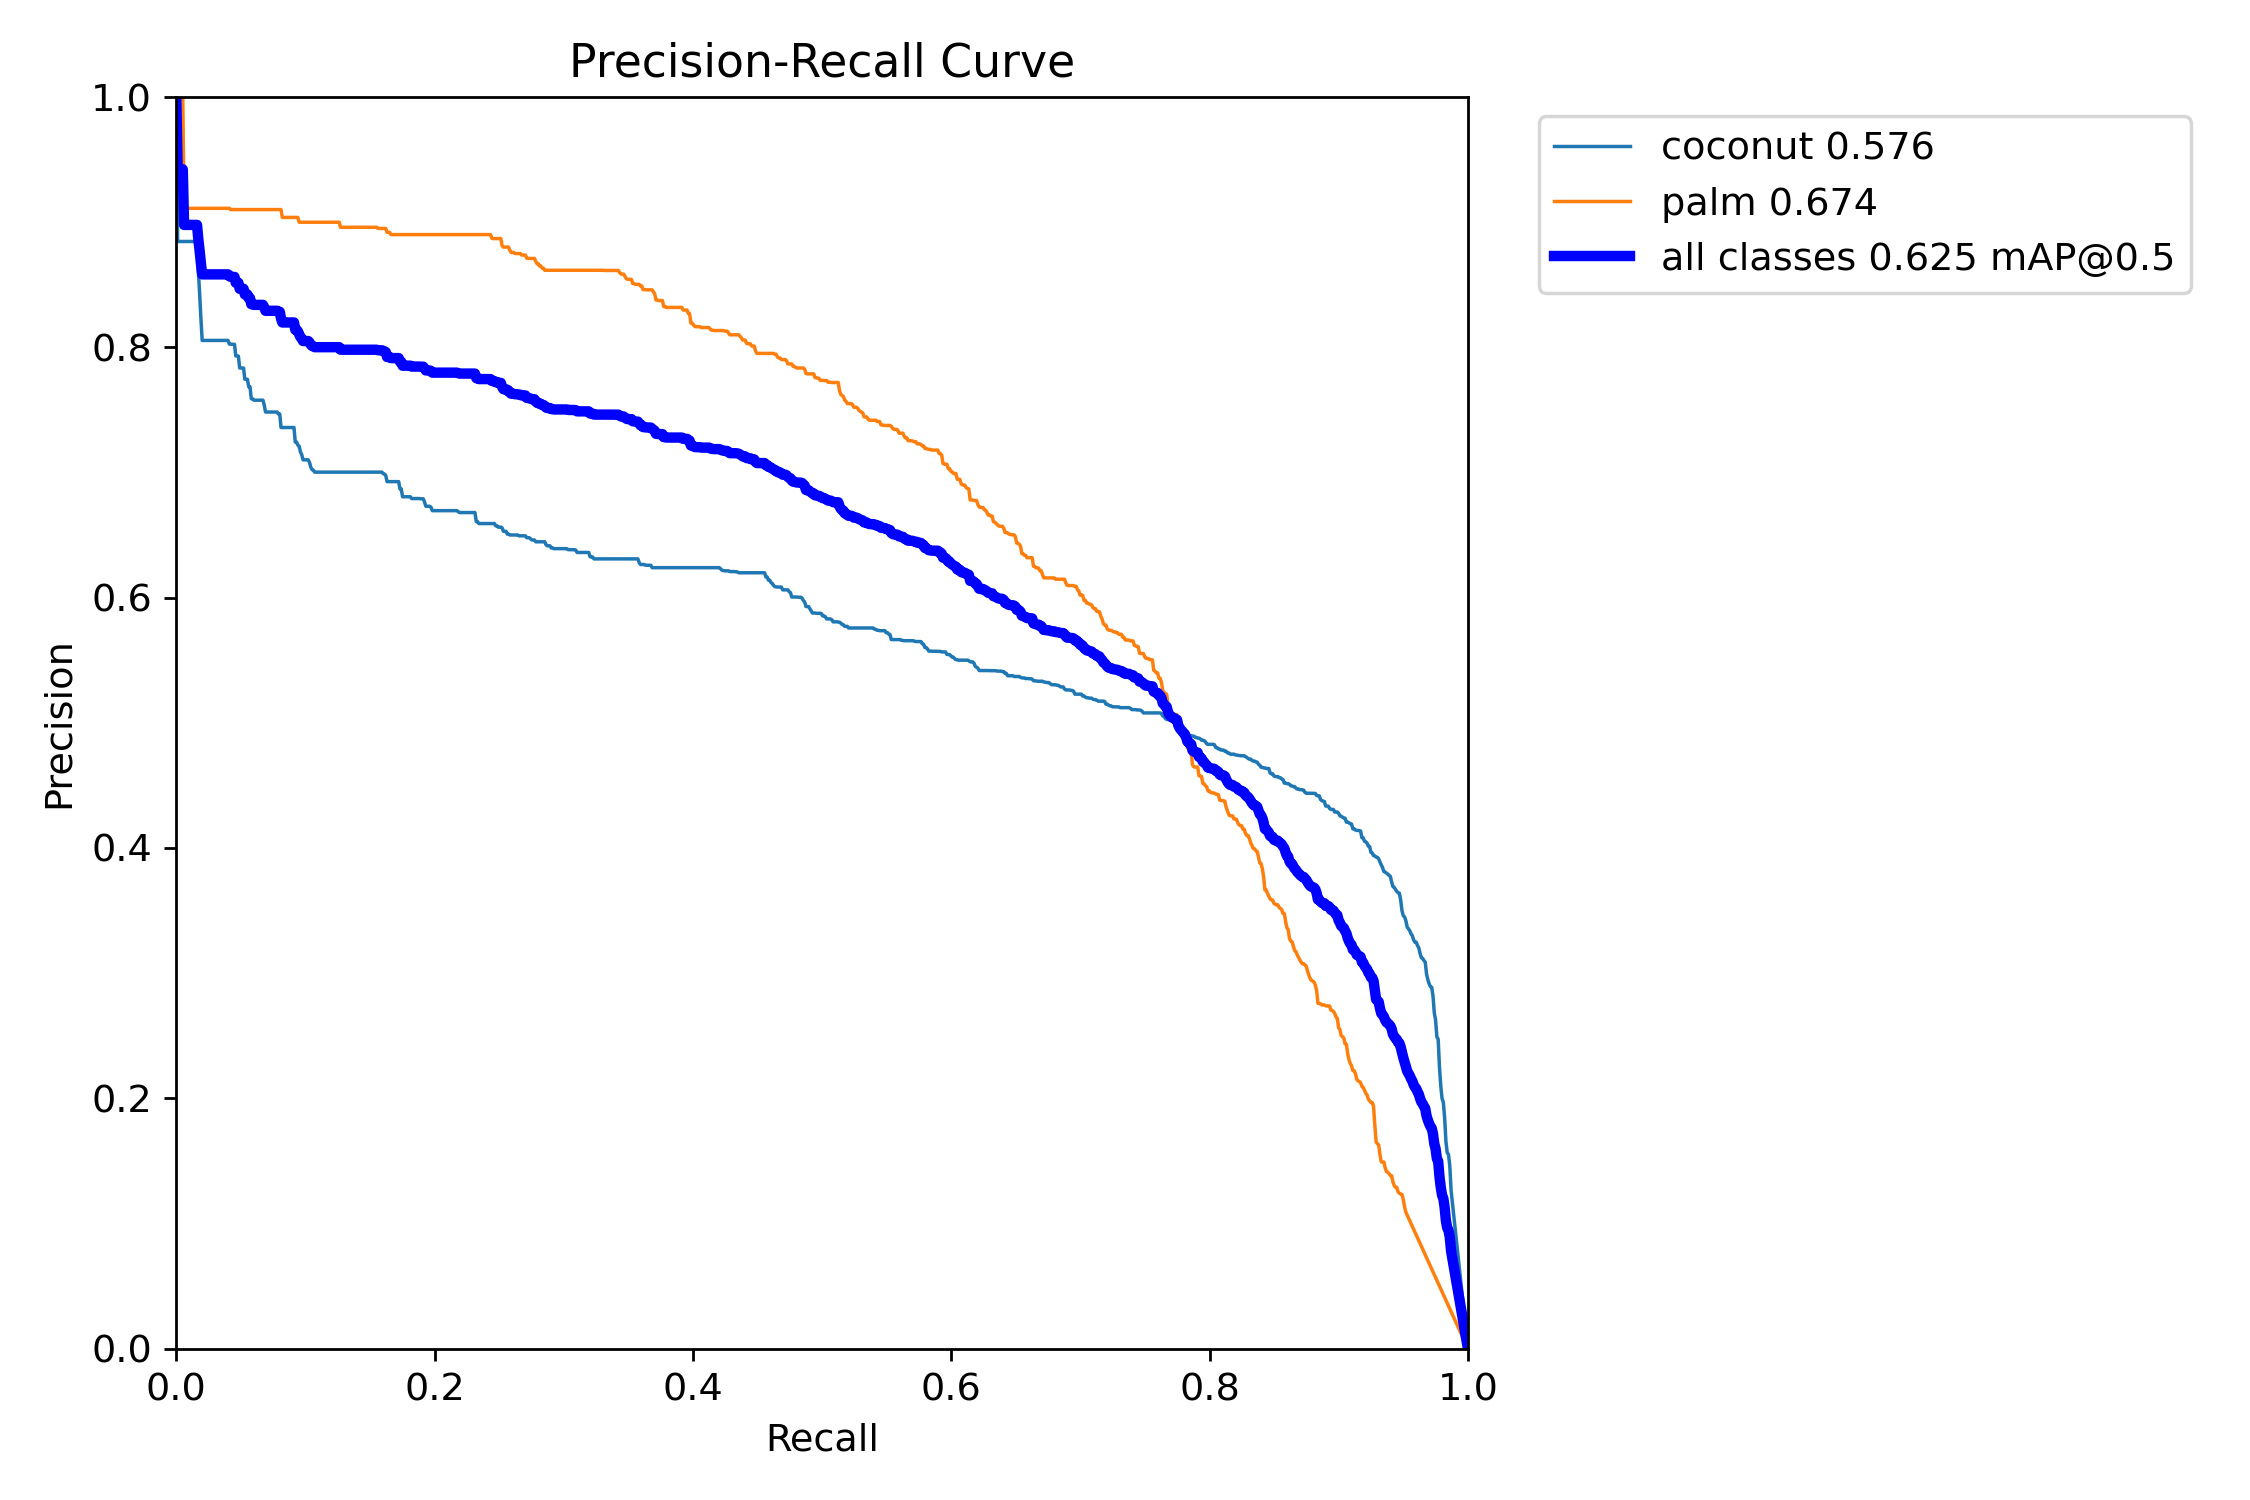 Precision-Recall Curve
coconut 0.576
palm 0.674
all classes 0.625 mAP@0.5
1.0
0.8
0.6
0.4
0.2
0.0
Precision
0.0 0.2 0.4 0.6 0.8 1.0
Recall